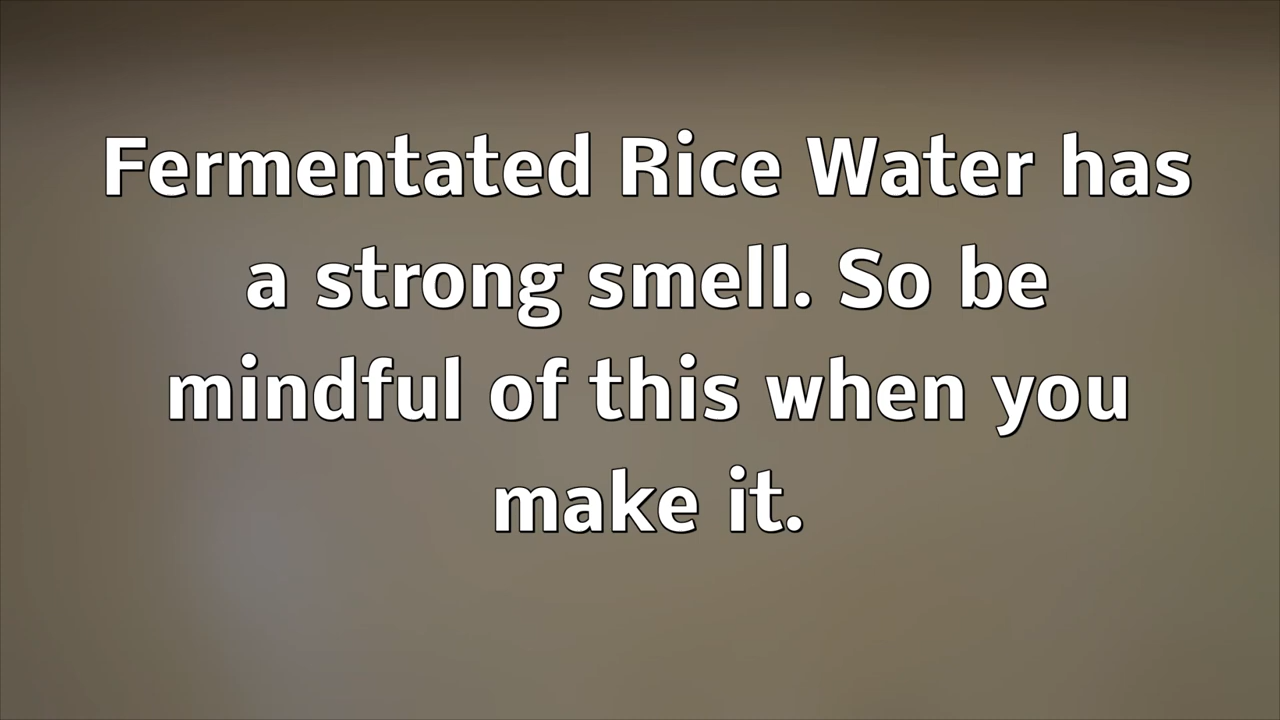 Fermentated Rice Water has
a strong smell. So be
mindful of this when you
make it.